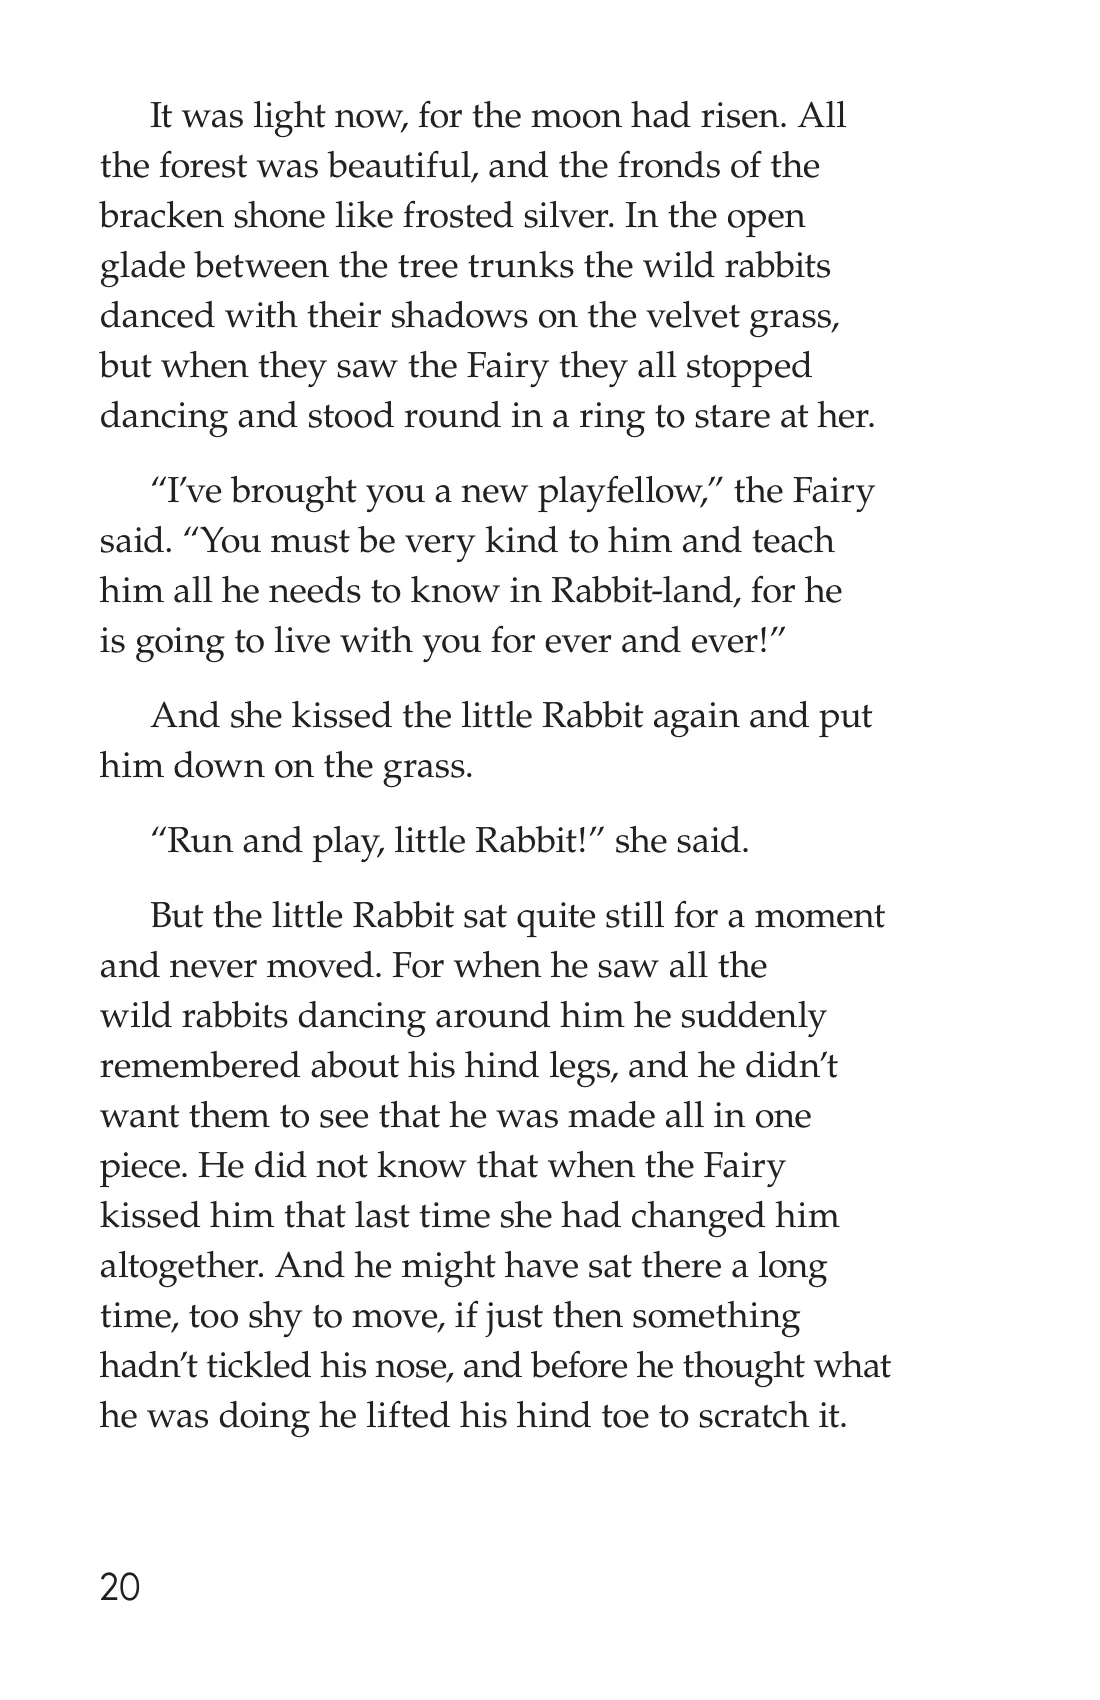 It was light now, for the moon had risen. All
the forest was beautiful, and the fronds of the
bracken shone like frosted silver. In the open
glade between the tree trunks the wild rabbits
danced with their shadows on the velvet grass,
but when they saw the Fairy they all stopped
dancing and stood round in a ring to stare at her.
“I’ve brought you a new playfellow,” the Fairy
said. “You must be very kind to him and teach
him all he needs to know in Rabbit-land, for he
is going to live with you for ever and ever!”
And she kissed the little Rabbit again and put
him down on the grass.
“Run and play, little Rabbit!” she said.
But the little Rabbit sat quite still for a moment
and never moved. For when he saw all the
wild rabbits dancing around him he suddenly
remembered about his hind legs, and he didn’t
want them to see that he was made all in one
piece. He did not know that when the Fairy
kissed him that last time she had changed him
altogether. And he might have sat there a long
time, too shy to move, if just then something
hadn’t tickled his nose, and before he thought what
he was doing he lifted his hind toe to scratch it.
20